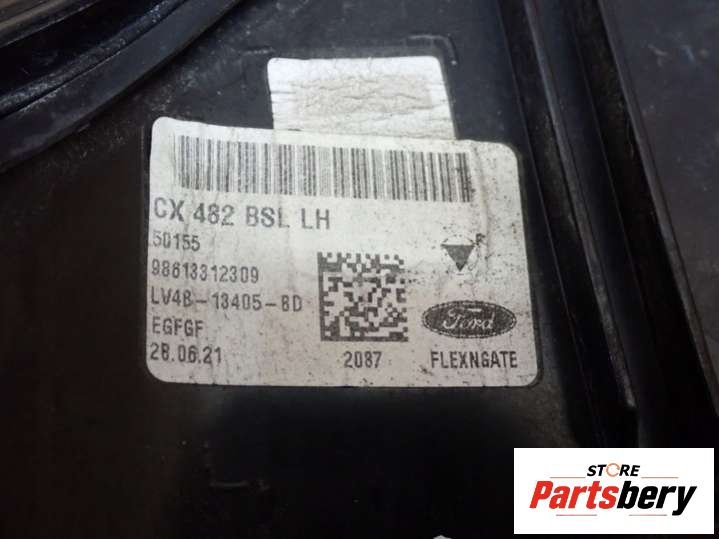 CX 482 BSL LH
50155
98613312309
LV4B-13405-BD
EGFGF
28.06.21
2087
F
Ford
FLEXNGATE
STORE
Partsbery